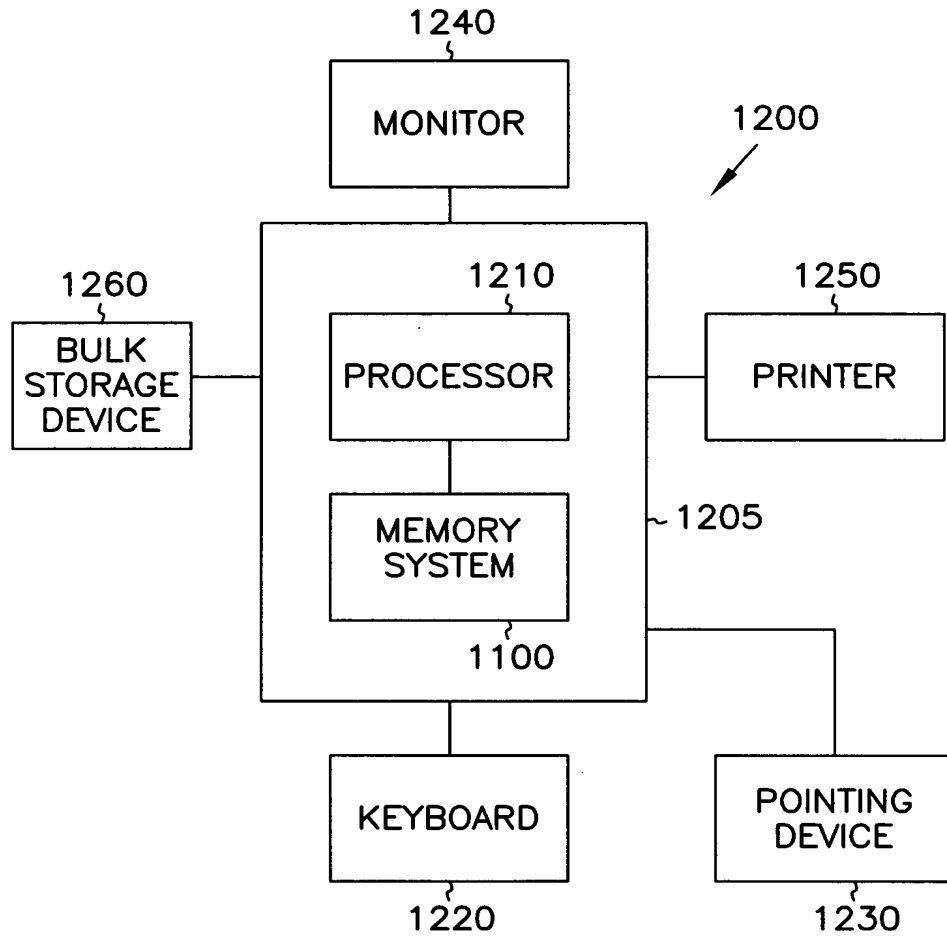 1240
MONITOR
1200
1260
BULK
STORAGE
DEVICE
1210
PROCESSOR
1250
PRINTER
MEMORY
SYSTEM
1205
1100
KEYBOARD
1220
POINTING
DEVICE
1230